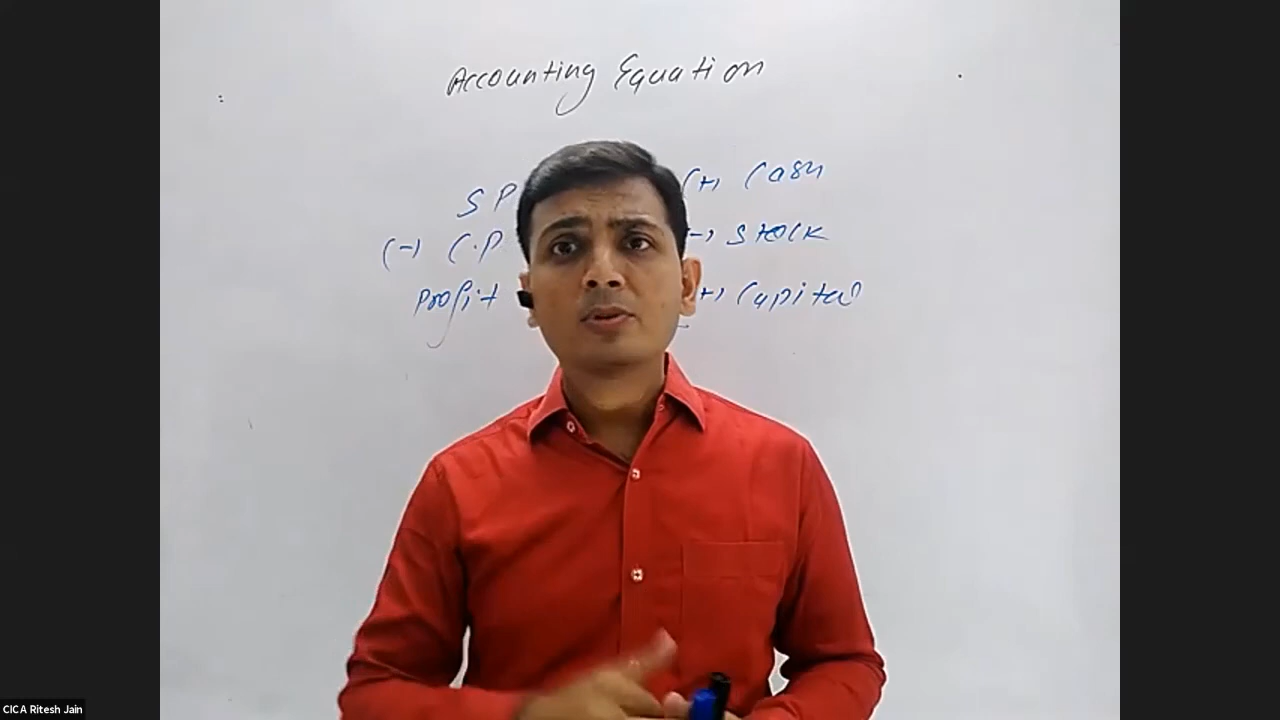 Accounting Equation
SP (+) Cash
(-) C.P (-) Stock
Profit (+) Capital
CICA Ritesh Jain